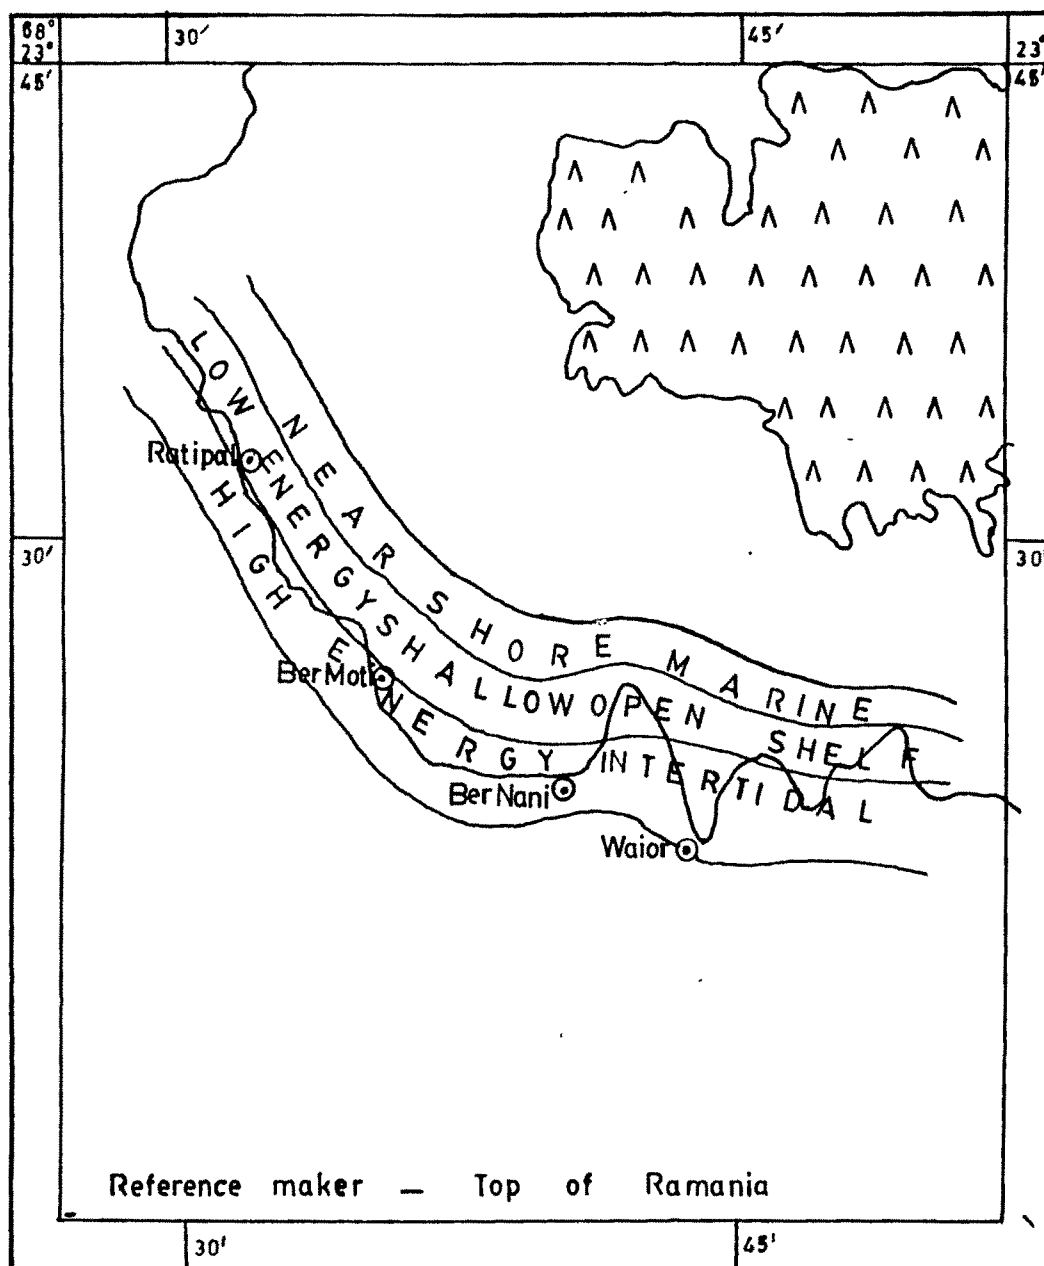 68°
23°
45'
30'
45'
23°
45'
NEAR SHORE MARINE
LOW ENERGY SHALLOW OPEN SHELF
Ratipal
HIGH ENERGY INTERTIDAL
30'
30'
Ber Moti
Ber Nani
Waior
Reference maker — Top of Ramania
30'
45'